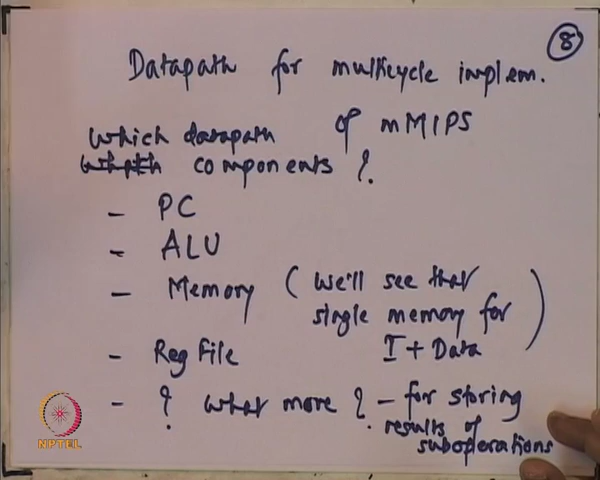 8
Datapath for multicycle implem.
of mMIPS
Which datapath
components ?
- PC
- ALU
- Memory ( we'll see that
single memory for )
I + Data
- Reg File
- ? What more ? - for storing
results of
suboperations
NPTEL